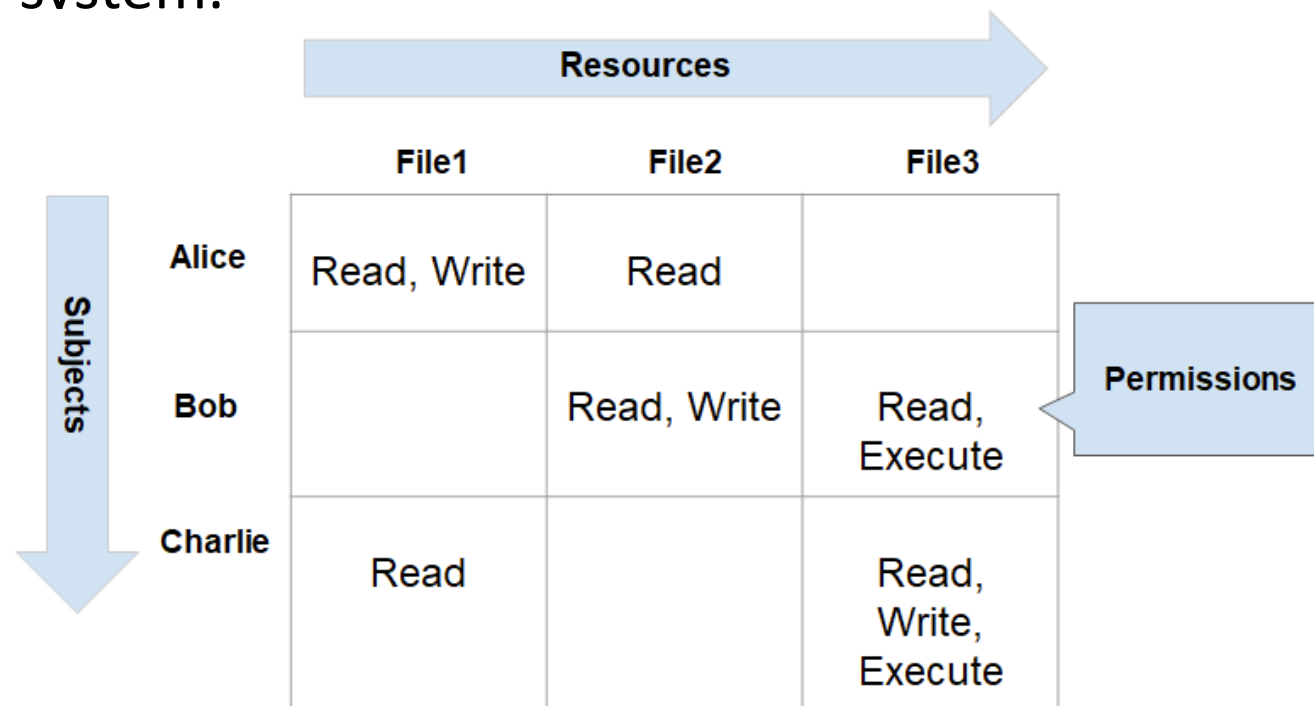 system.
Resources
File1 File2 File3
Subjects
Alice
Read, Write Read
Permissions
Bob
Read, Write Read,
Execute
Charlie
Read Read,
Write,
Execute